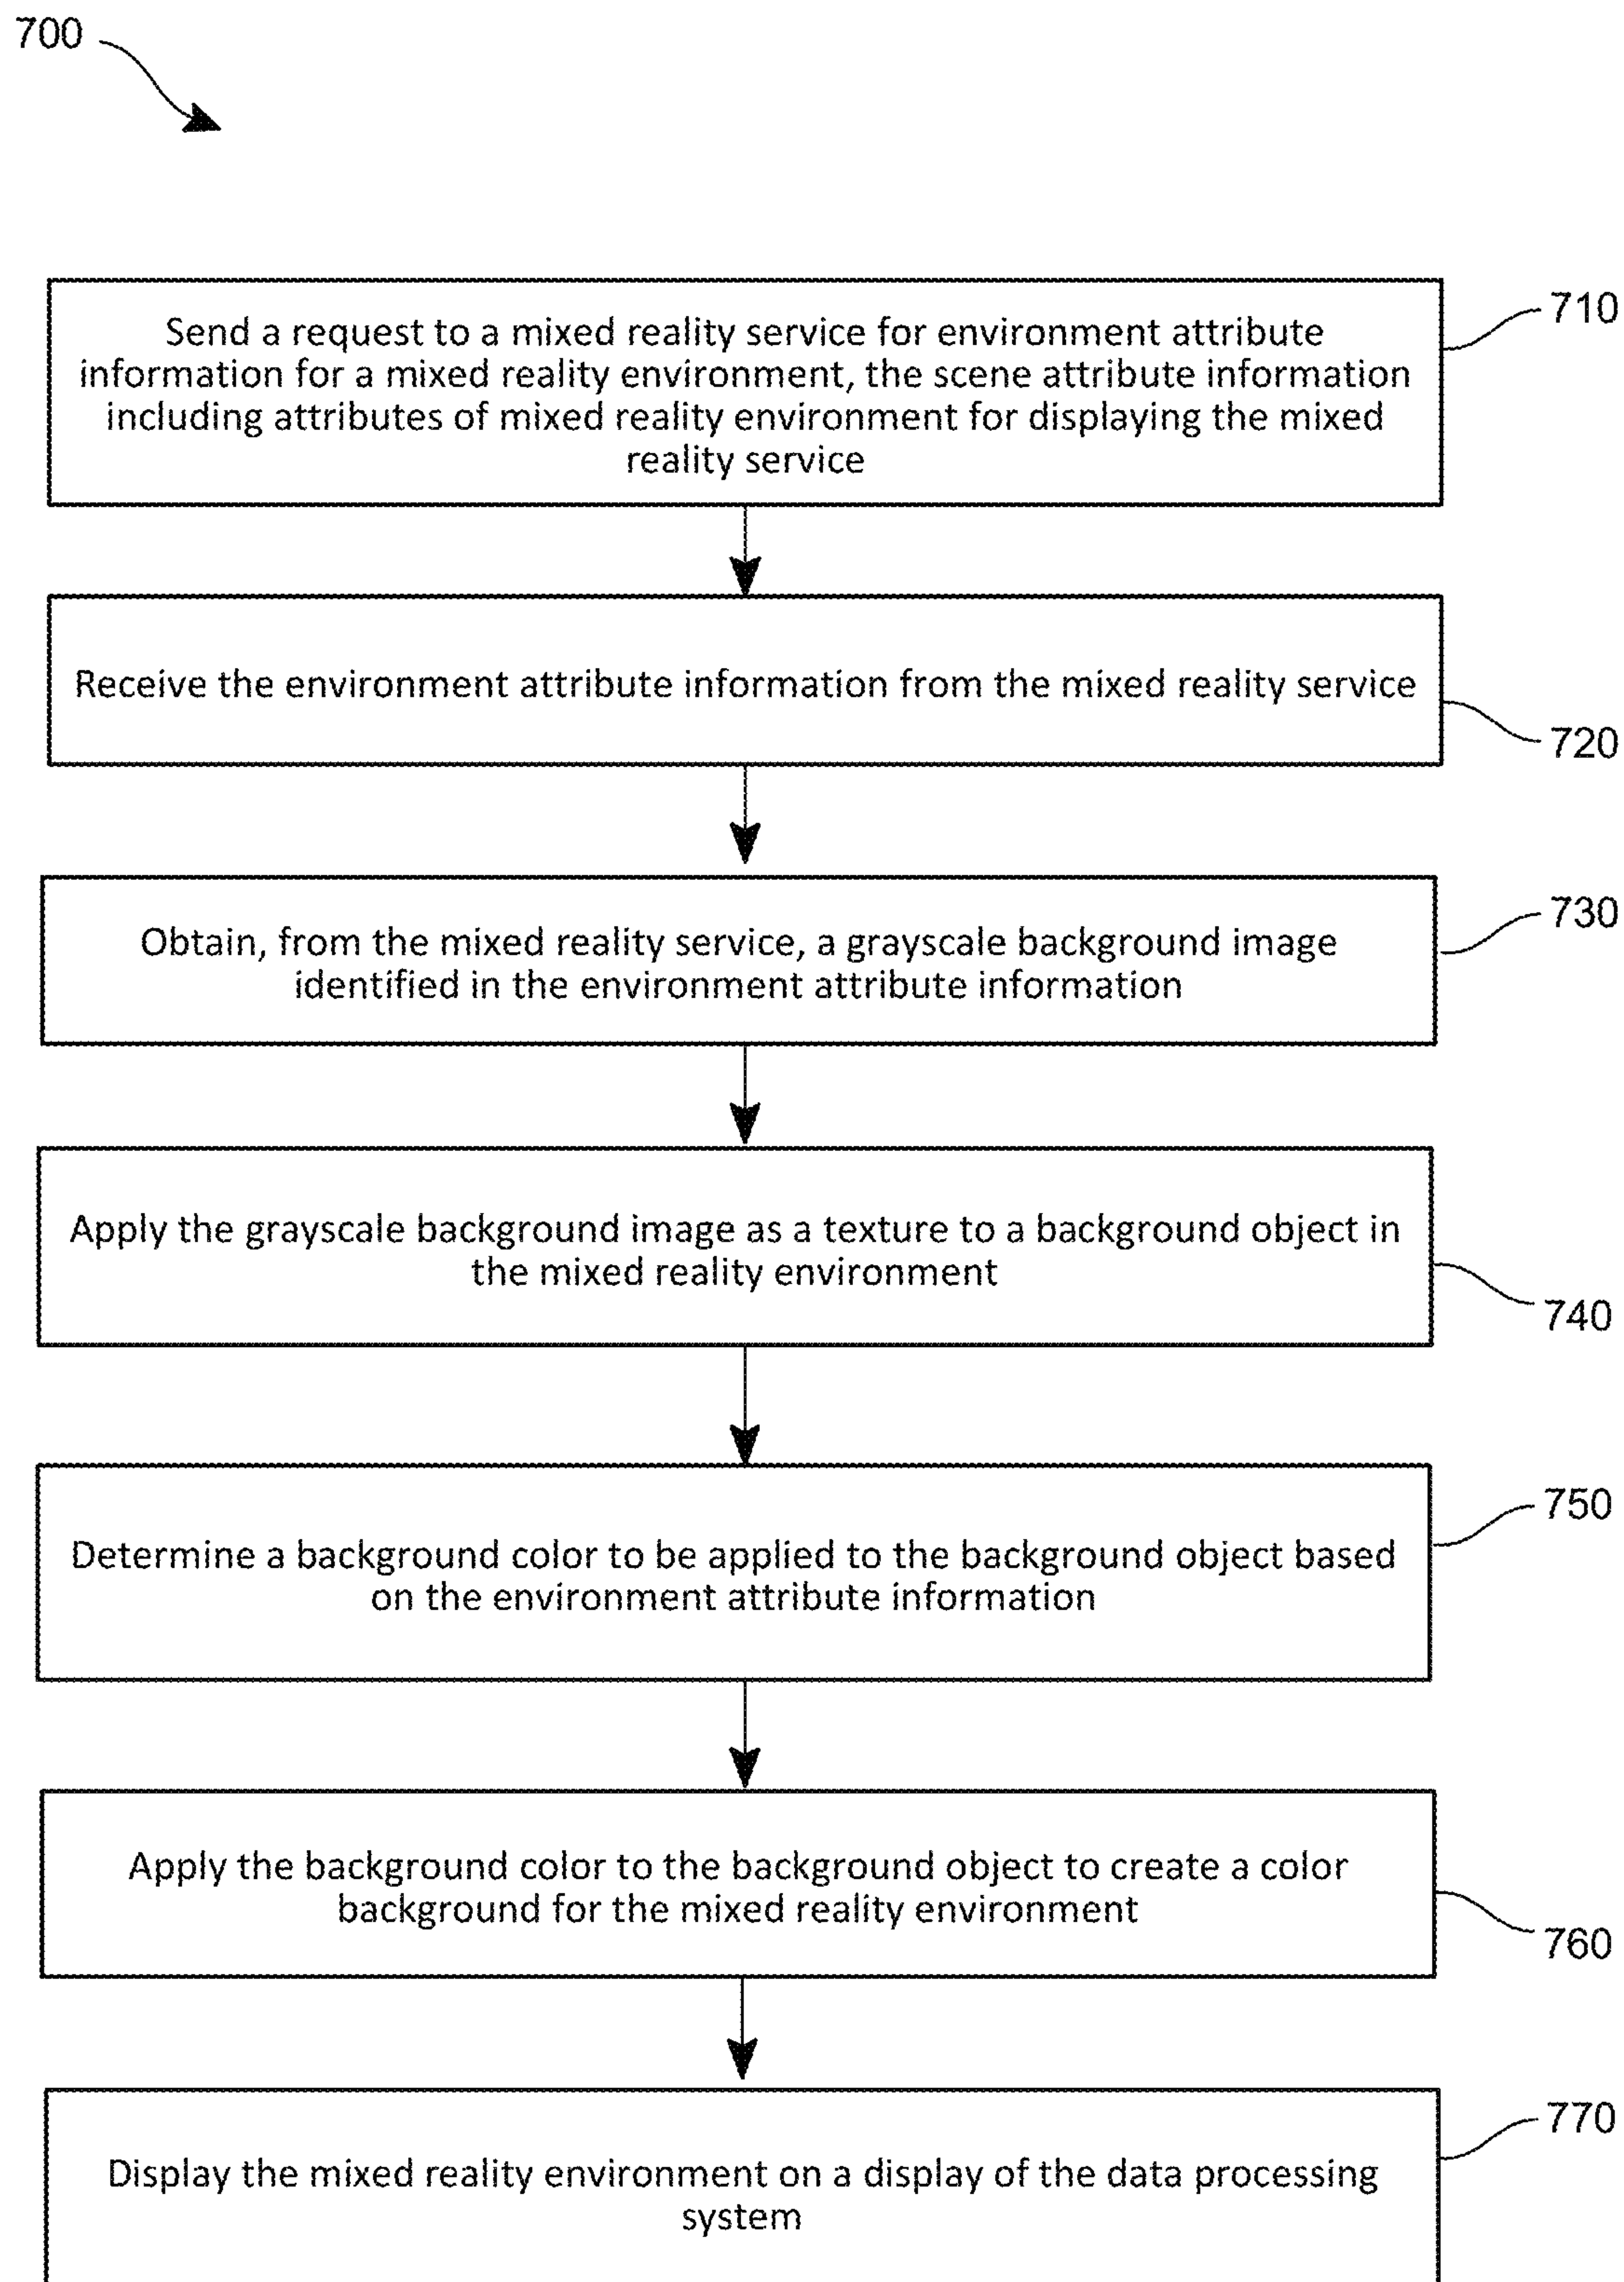 700
Send a request to a mixed reality service for environment attribute
information for a mixed reality environment, the scene attribute information
including attributes of mixed reality environment for displaying the mixed
reality service
710
Receive the environment attribute information from the mixed reality service
720
Obtain, from the mixed reality service, a grayscale background image
identified in the environment attribute information
730
Apply the grayscale background image as a texture to a background object in
the mixed reality environment
740
Determine a background color to be applied to the background object based
on the environment attribute information
750
Apply the background color to the background object to create a color
background for the mixed reality environment
760
Display the mixed reality environment on a display of the data processing
system
770